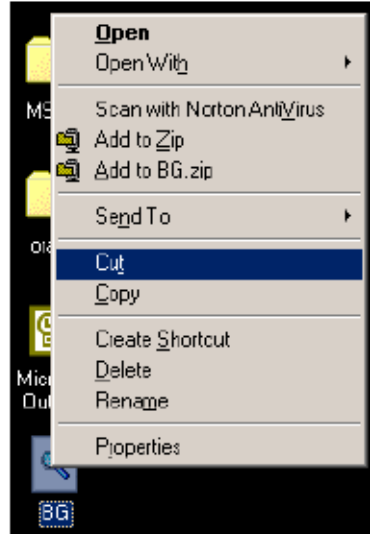 Open
Open With
MS
Scan with Norton AntiVirus
Add to Zip
Add to BG.zip
Send To
Cut
Copy
Create Shortcut
Delete
Rename
Properties
BG